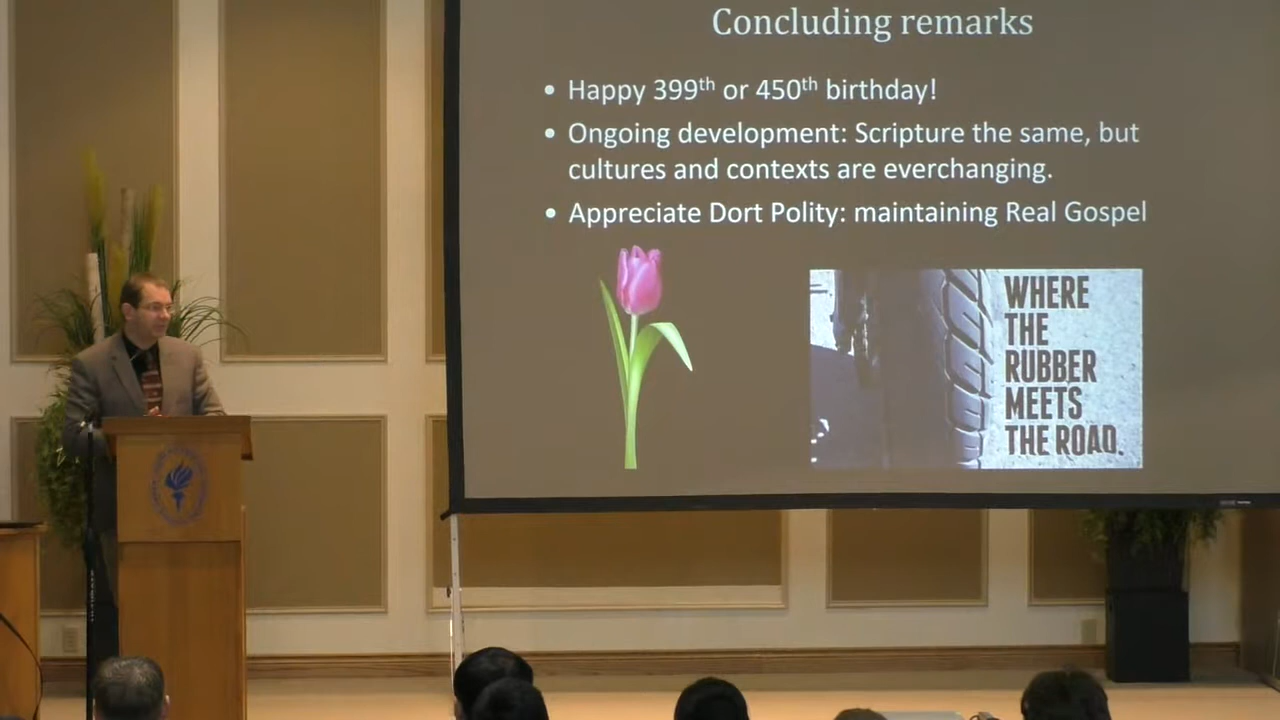 Concluding remarks
• Happy 399th or 450th birthday!
• Ongoing development: Scripture the same, but
cultures and contexts are everchanging.
• Appreciate Dort Polity: maintaining Real Gospel
WHERE
THE
RUBBER
MEETS
THE ROAD.